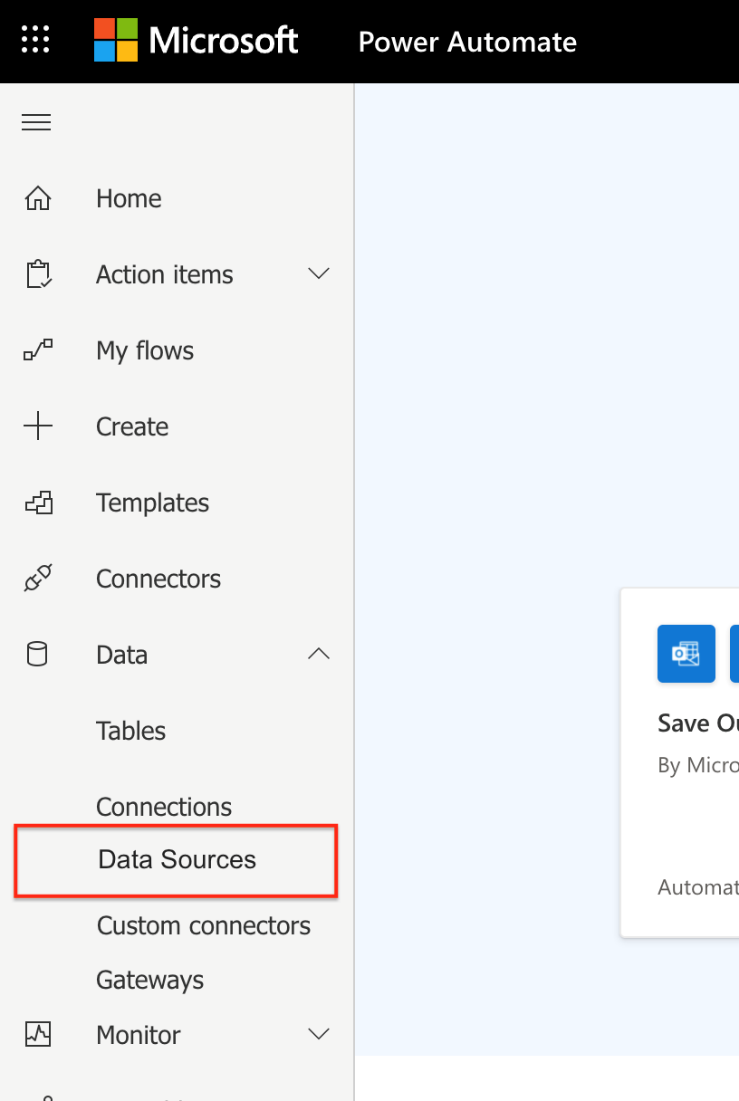 Microsoft Power Automate
Home
Action items
My flows
Create
Templates
Connectors
Data
Tables
Connections
Data Sources
Custom connectors
Gateways
Monitor
Save Ou
By Micro
Automat